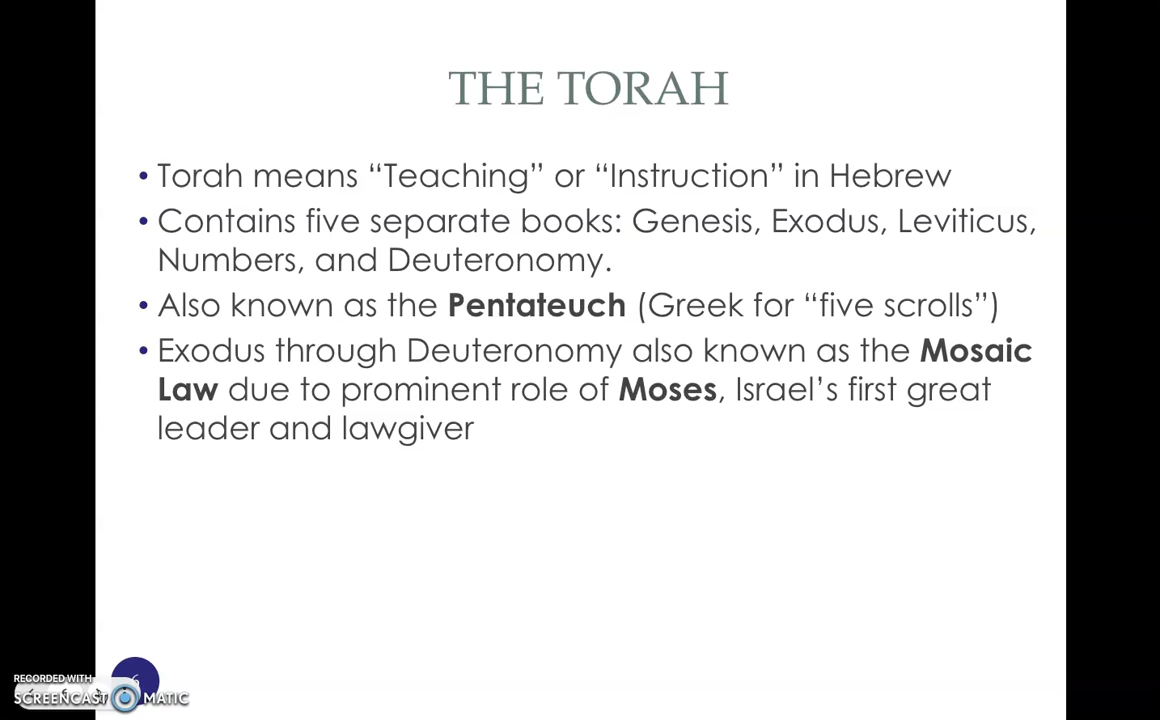 THE TORAH
• Torah means “Teaching” or “Instruction” in Hebrew
• Contains five separate books: Genesis, Exodus, Leviticus,
Numbers, and Deuteronomy.
• Also known as the Pentateuch (Greek for “five scrolls”)
• Exodus through Deuteronomy also known as the Mosaic
Law due to prominent role of Moses, Israel’s first great
leader and lawgiver
6
RECORDED WITH
SCREENCAST MATIC